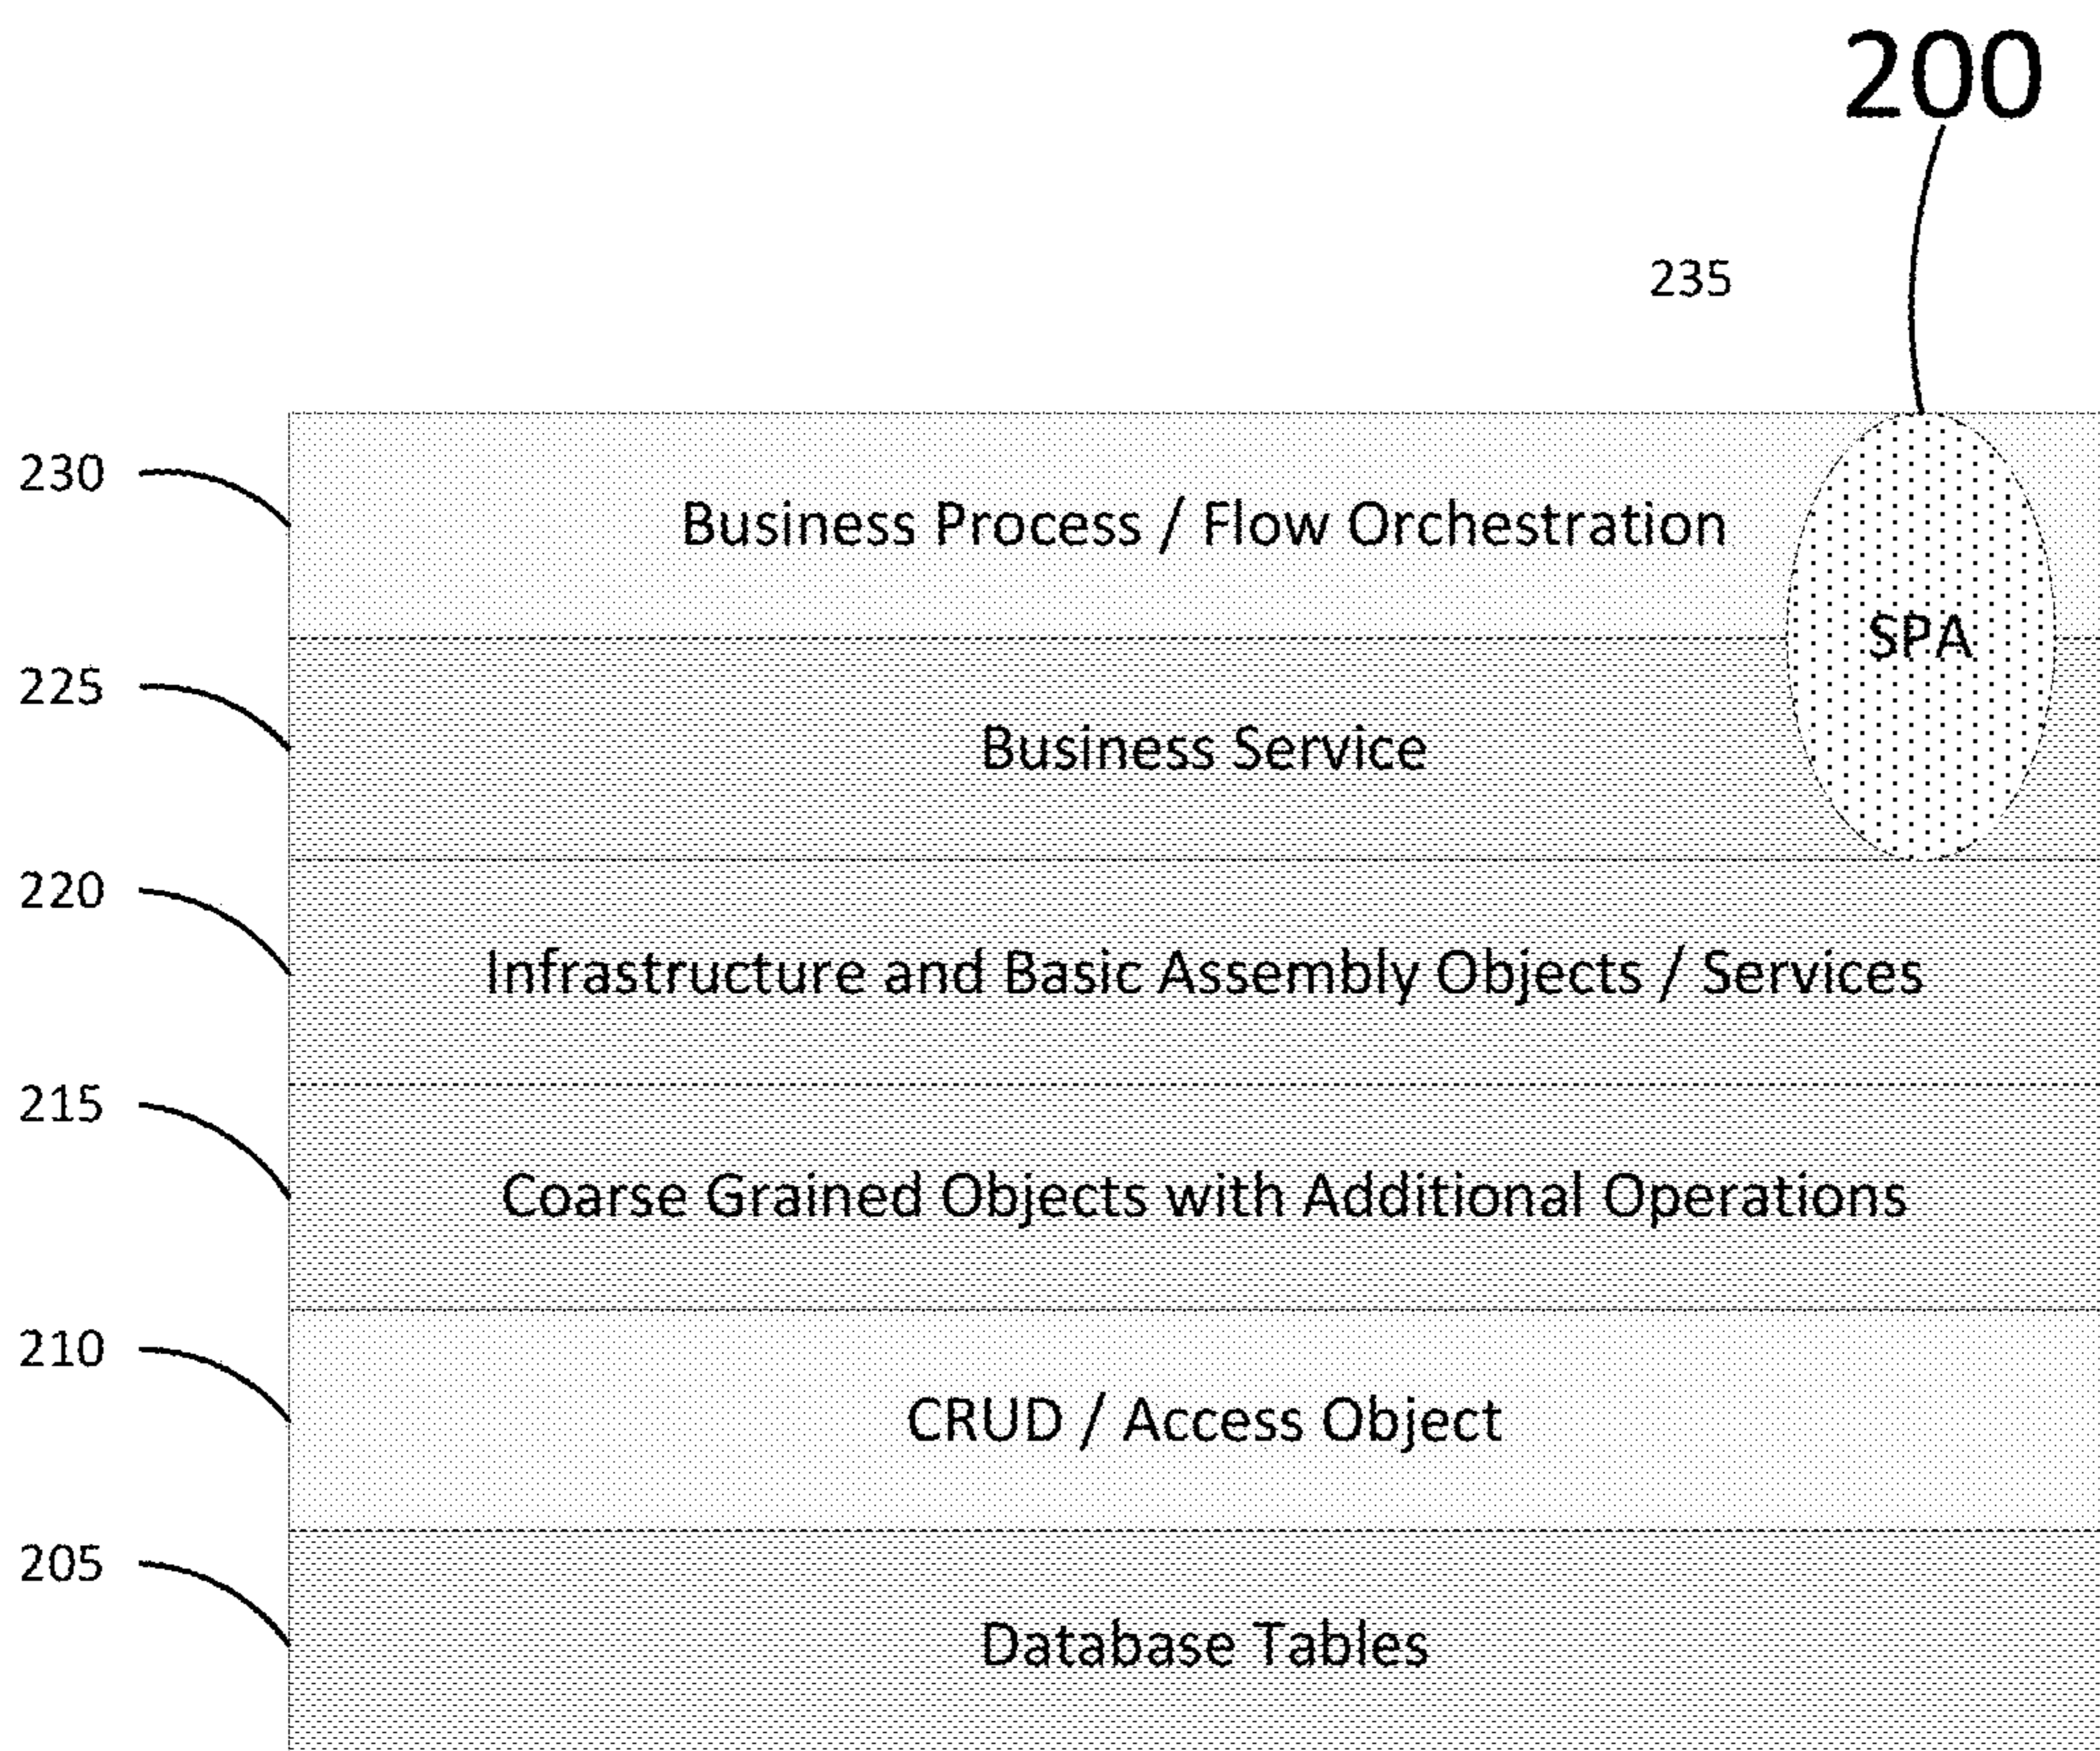 200
235
230
Business Process / Flow Orchestration
SPA
225
Business Service
220
Infrastructure and Basic Assembly Objects / Services
215
Coarse Grained Objects with Additional Operations
210
CRUD / Access Object
205
Database Tables